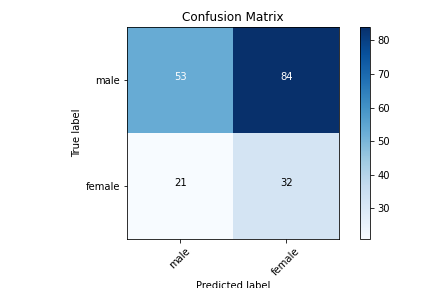 Confusion Matrix
True label
male
53
84
female
21
32
male
female
Predicted label
80
70
60
50
40
30